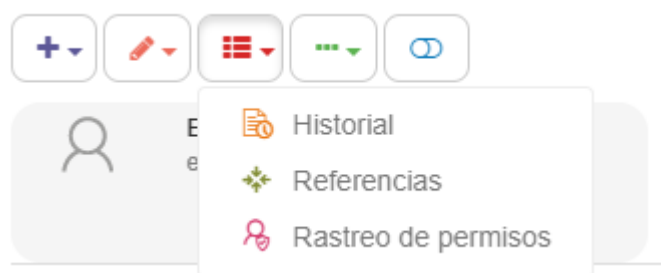 E
e
Historial
Referencias
Rastreo de permisos